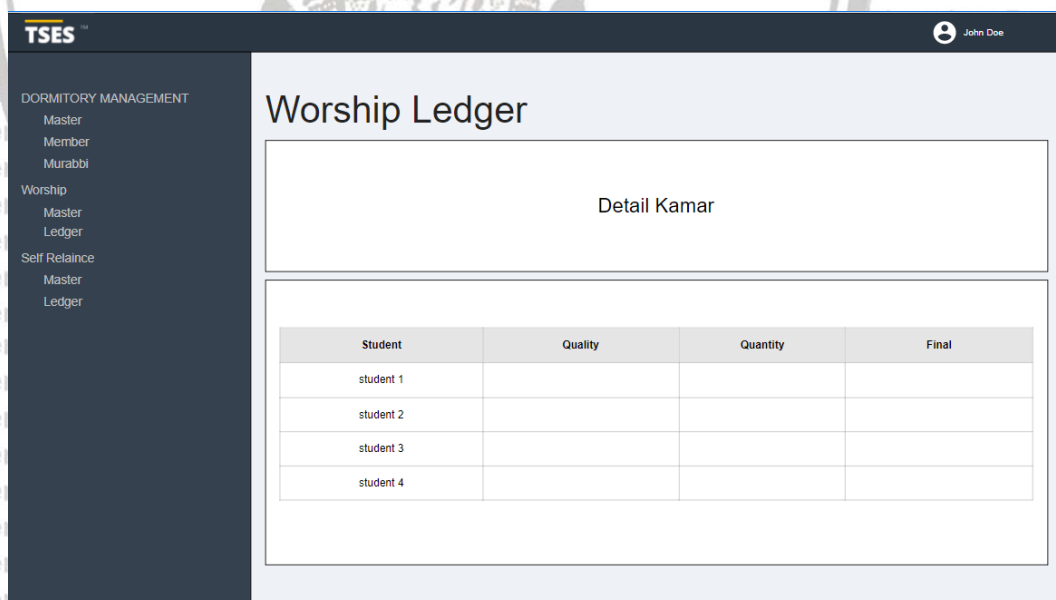 TSES ™
John Doe
DORMITORY MANAGEMENT
Master
Member
Murabbi
Worship
Master
Ledger
Self Relaince
Master
Ledger
Worship Ledger
Detail Kamar
Student Quality Quantity Final
student 1
student 2
student 3
student 4